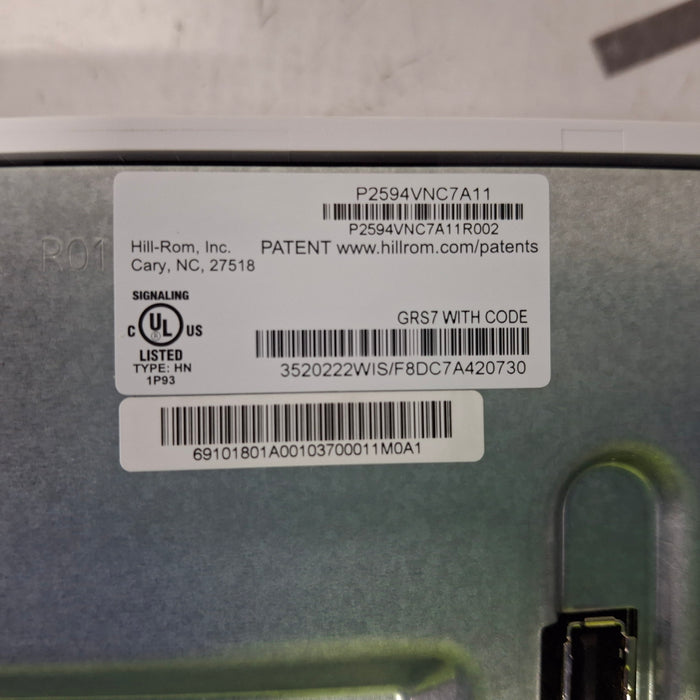 P2594VNC7A11
P2594VNC7A11R002
Hill-Rom, Inc. PATENT www.hillrom.com/patents
Cary, NC, 27518
R01
SIGNALING
C UL US
®
LISTED
TYPE: HN
1P93
GRS7 WITH CODE
3520222WIS/F8DC7A420730
69101801A00103700011M0A1